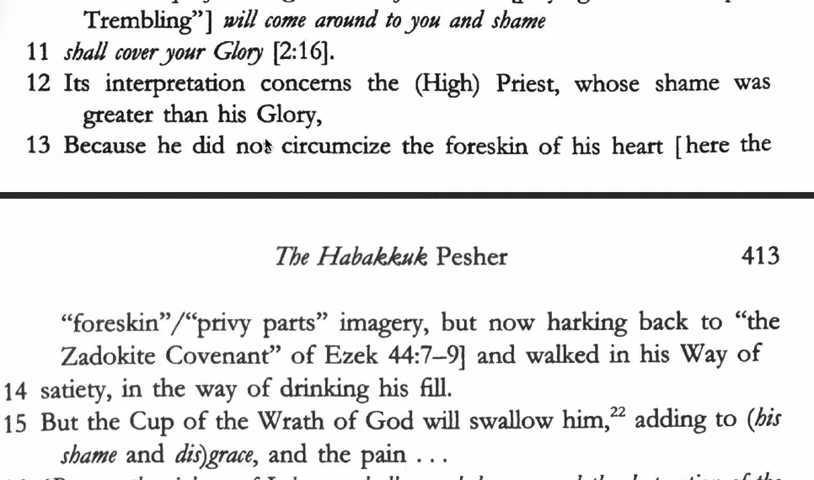 Trembling”] will come around to you and shame
11 shall cover your Glory [2:16].
12 Its interpretation concerns the (High) Priest, whose shame was
greater than his Glory,
13 Because he did not circumcize the foreskin of his heart [here the
The Habakkuk Pesher 413
“foreskin”/“privy parts” imagery, but now harking back to “the
Zadokite Covenant” of Ezek 44:7–9] and walked in his Way of
14 satiety, in the way of drinking his fill.
15 But the Cup of the Wrath of God will swallow him,²² adding to (his
shame and dis)grace, and the pain ...